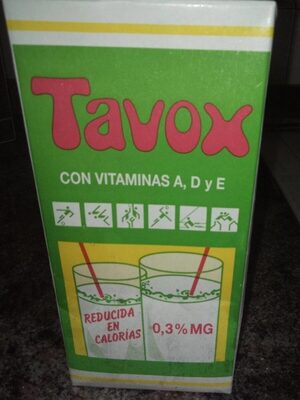 Tavox
CON VITAMINAS A, D y E
REDUCIDA
EN
CALORÍAS
0,3% MG